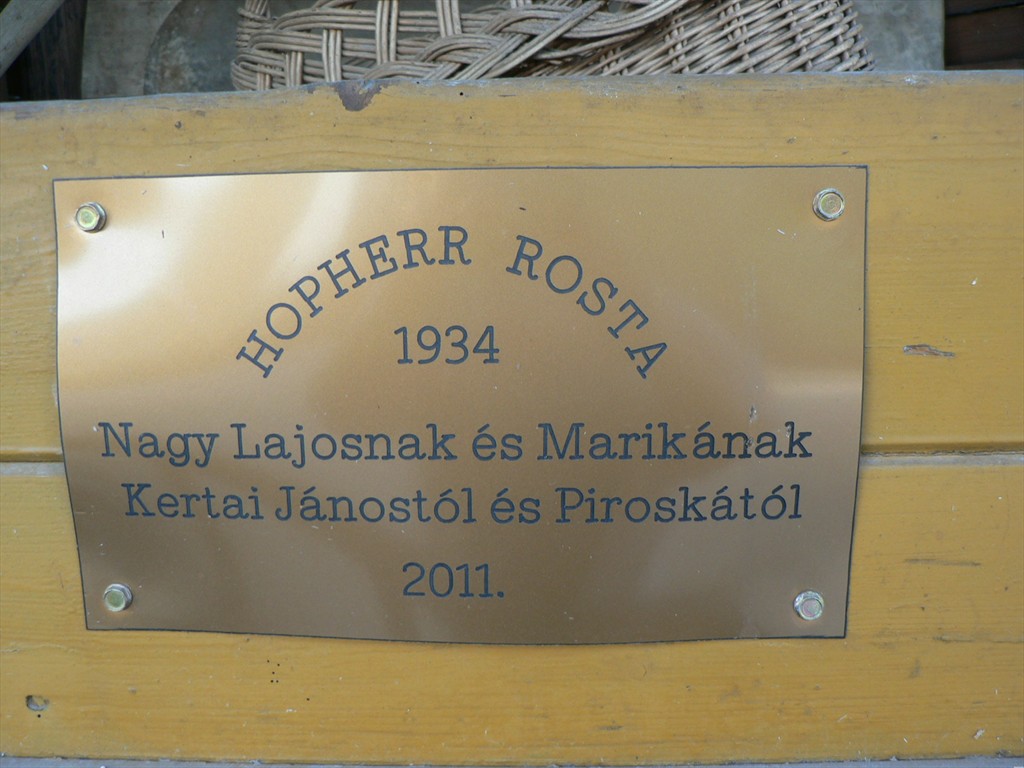 HOPHERR ROSTA
1934
Nagy Lajosnak és Marikának
Kertai Jánostól és Piroskától
2011.